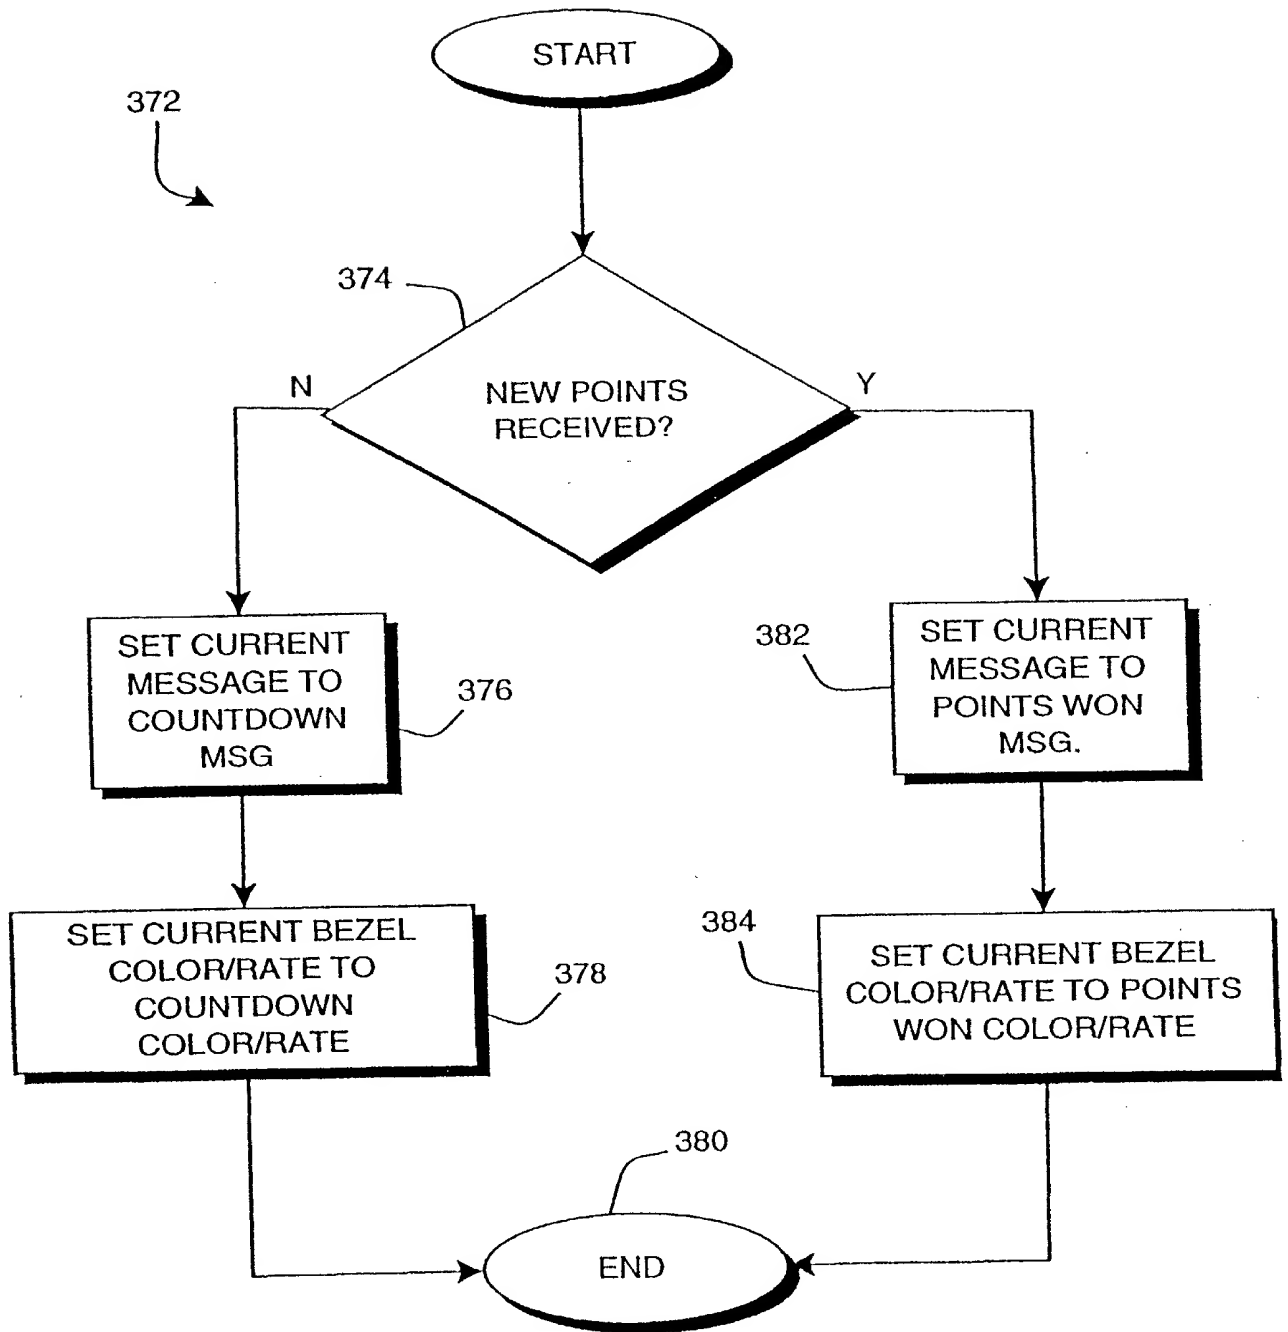 START
372
374
N
Y
NEW POINTS
RECEIVED?
SET CURRENT
MESSAGE TO
COUNTDOWN
MSG
376
382
SET CURRENT
MESSAGE TO
POINTS WON
MSG.
SET CURRENT BEZEL
COLOR/RATE TO
COUNTDOWN
COLOR/RATE
378
384
SET CURRENT BEZEL
COLOR/RATE TO POINTS
WON COLOR/RATE
380
END